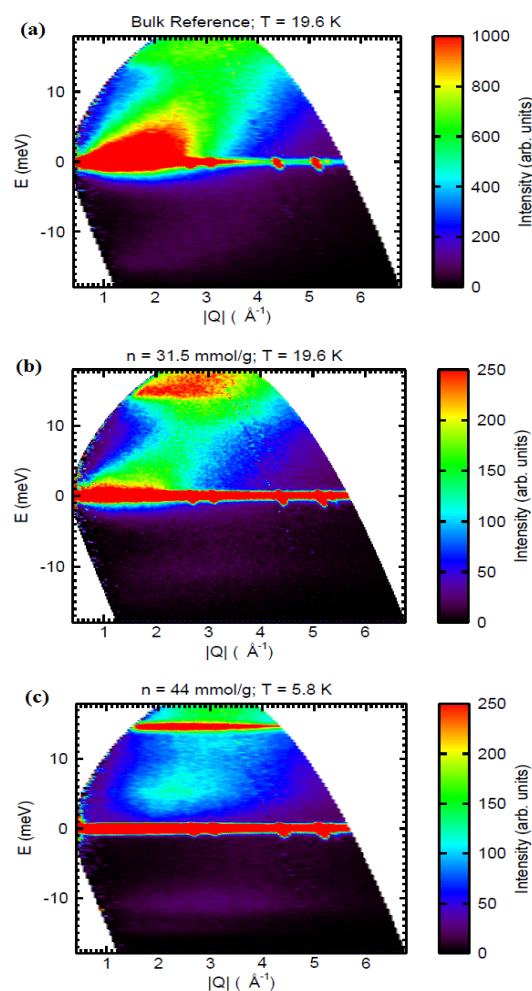 (a)
Bulk Reference; T = 19.6 K
E (meV)
10
0
-10
1 2 3 4 5 6
|Q| ( Å-1)
1000
800
600
400
200
0
Intensity (arb. units)
(b)
n = 31.5 mmol/g; T = 19.6 K
E (meV)
10
0
-10
1 2 3 4 5 6
|Q| ( Å-1)
250
200
150
100
50
0
Intensity (arb. units)
(c)
n = 44 mmol/g; T = 5.8 K
E (meV)
10
0
-10
1 2 3 4 5 6
|Q| ( Å-1)
250
200
150
100
50
0
Intensity (arb. units)